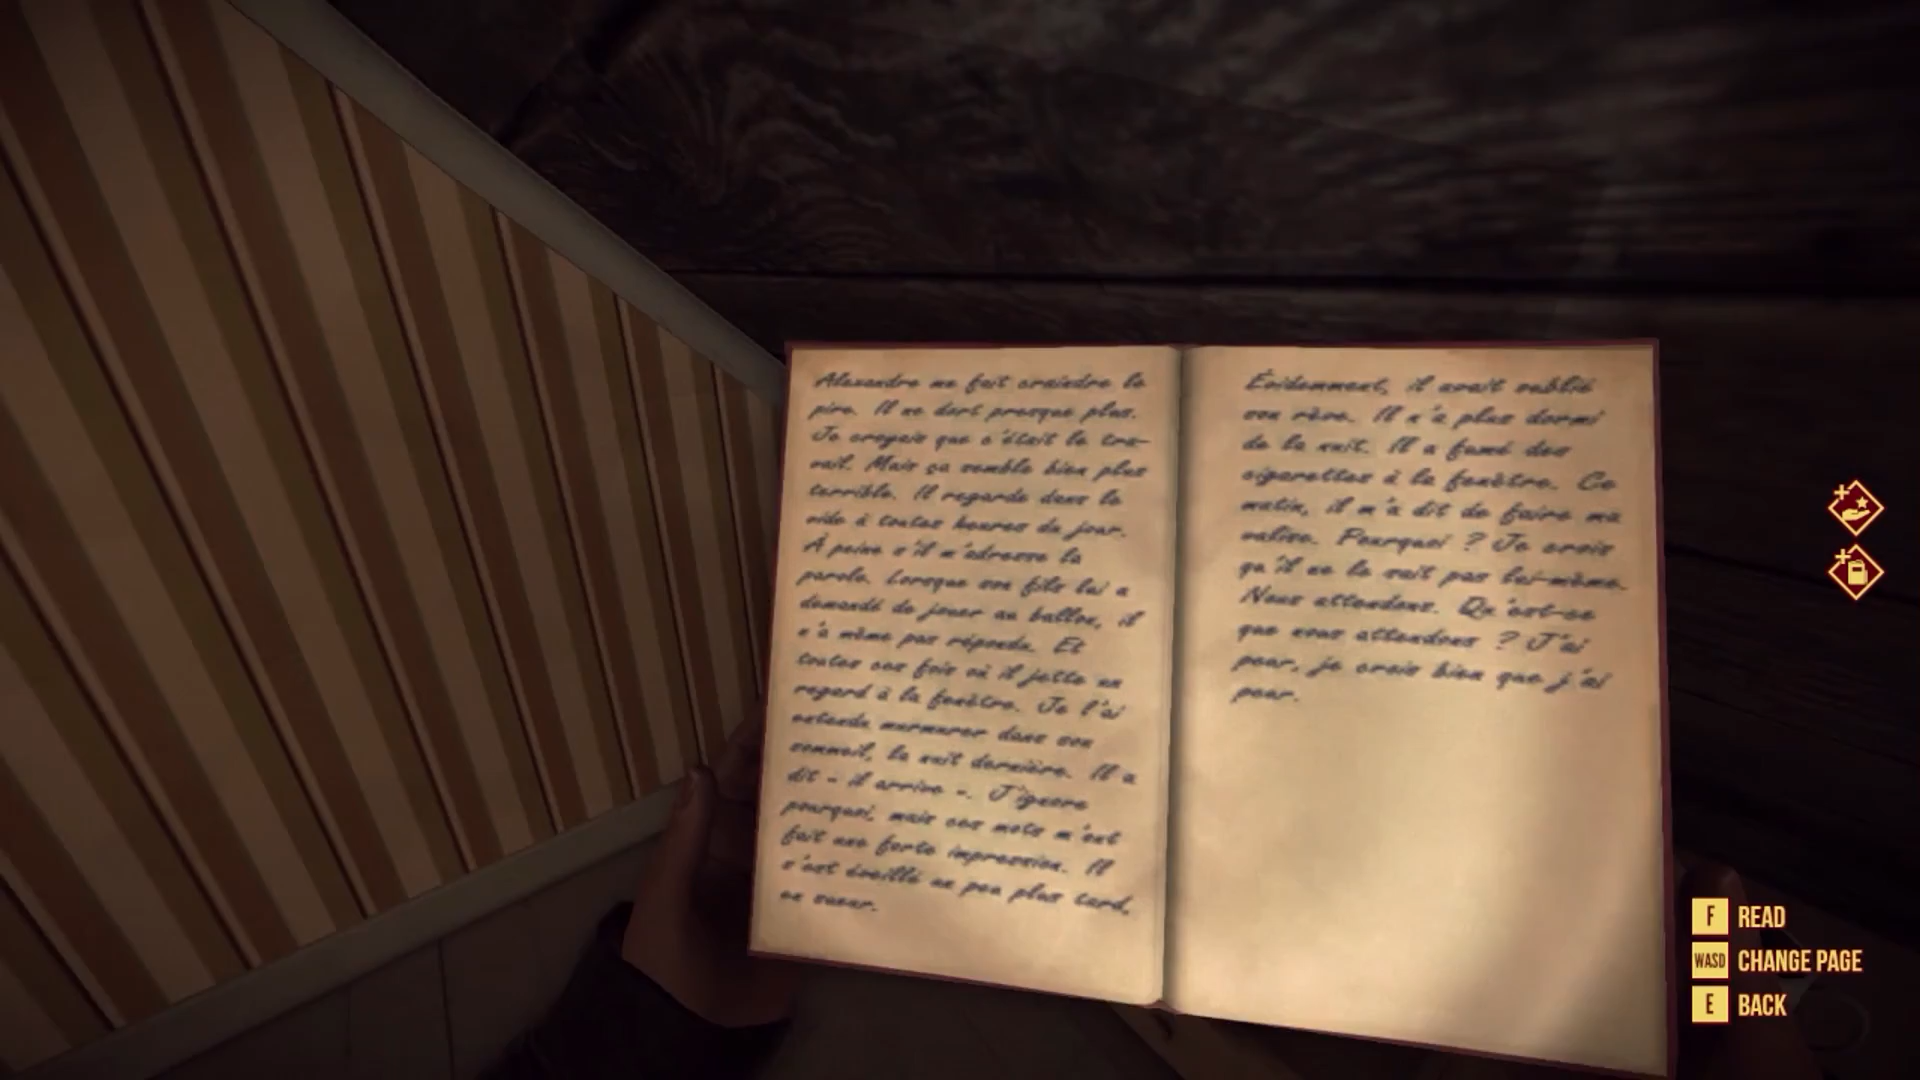 Alexandre me fait craindre le
pire. Il ne dort presque plus.
Je croyais que c'était le tra-
vail. Mais ça semble bien plus
terrible. Il regarde dans le
vide à toutes heures du jour.
À peine s'il m'adresse la
parole. Lorsque son fils lui a
demandé de jouer au ballon, il
n'a même pas répondu. Et
toutes ces fois où il jette un
regard à la fenêtre. Je l'ai
entendu murmurer dans son
sommeil, la nuit dernière. Il a
dit « il arrive ». J'ignore
pourquoi, mais ces mots m'ont
fait une forte impression. Il
s'est éveillé un peu plus tard,
en sueur.
Évidemment, il avait oublié
son rêve. Il n'a plus dormi
de la nuit. Il a fumé des
cigarettes à la fenêtre. Ce
matin, il m'a dit de faire ma
valise. Pourquoi ? Je crois
qu'il ne le sait pas lui-même.
Nous attendons. Qu'est-ce
que nous attendons ? J'ai
peur, je crois bien que j'ai
peur.
F READ
WASD CHANGE PAGE
E BACK